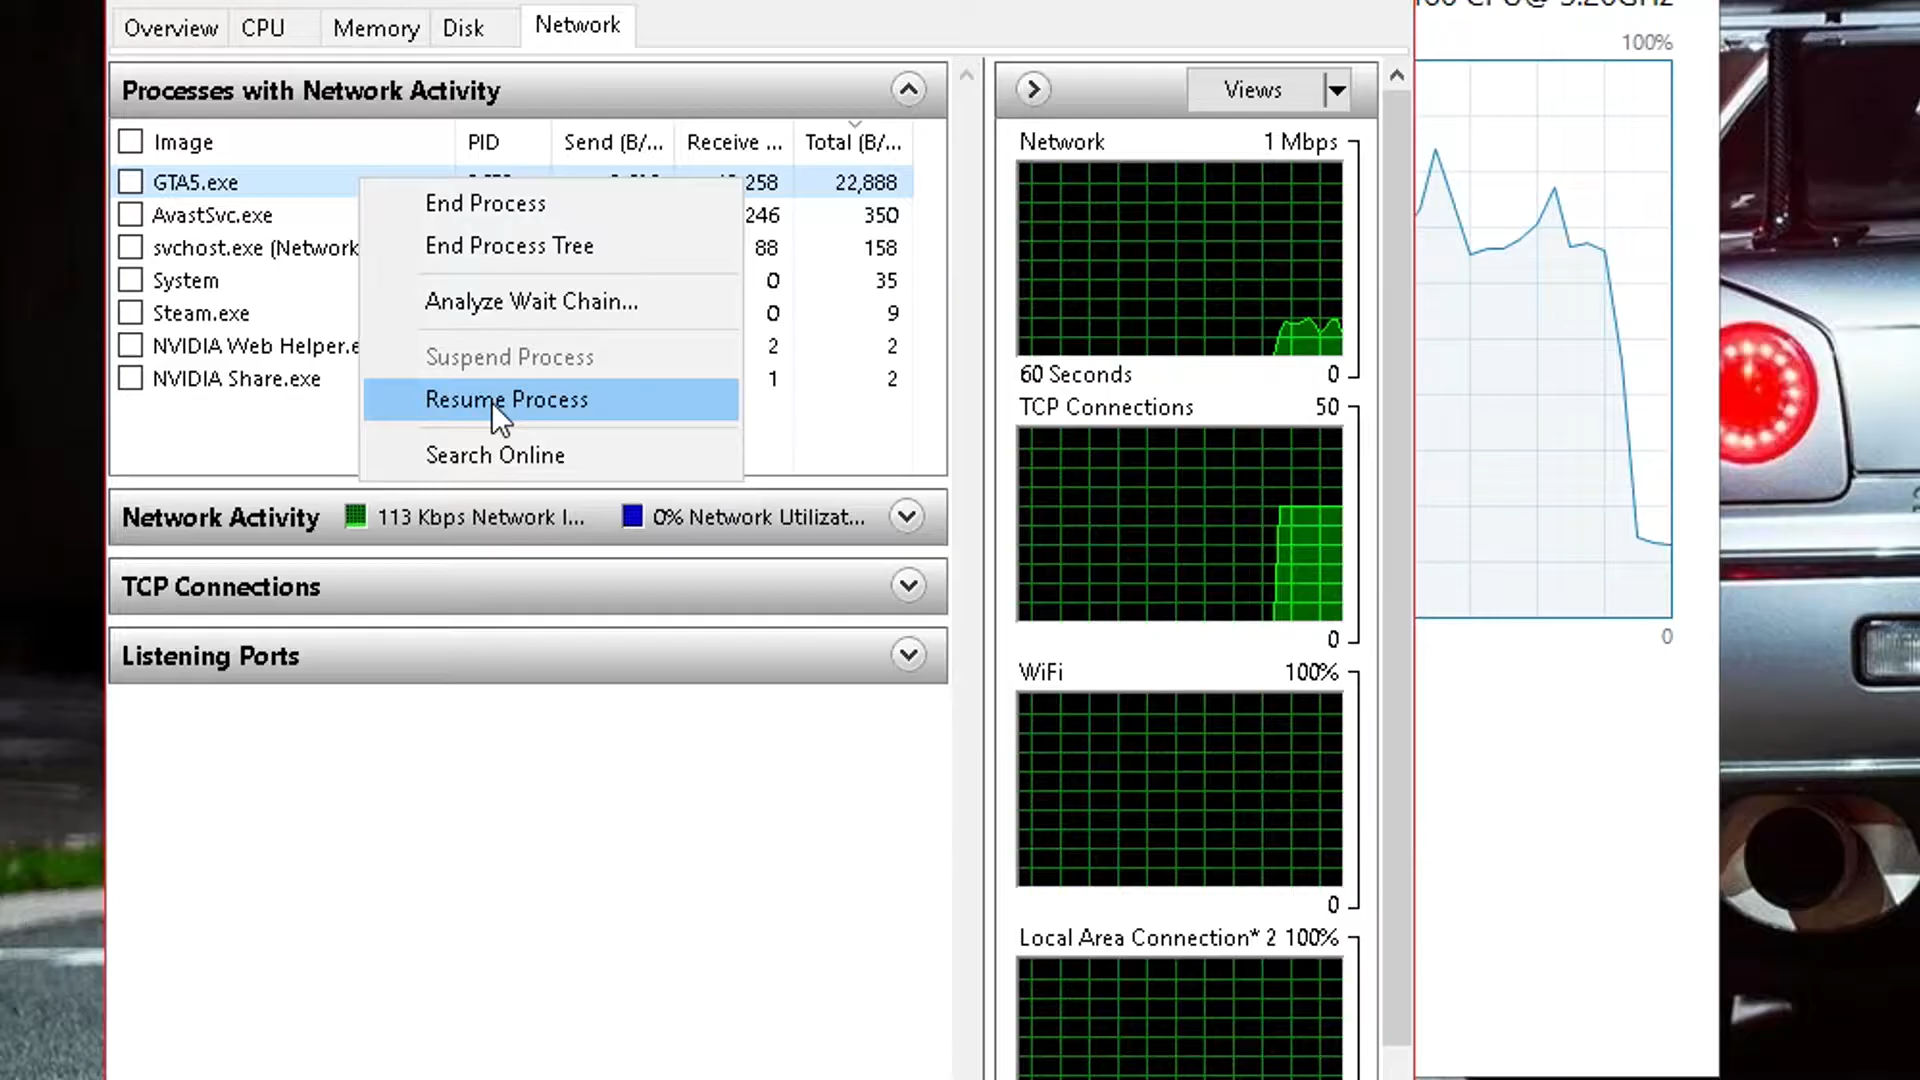 Overview CPU Memory Disk Network
100%
Processes with Network Activity
Views
Image PID Send (B/... Receive ... Total (B/...
GTA5.exe 258 22,888
AvastSvc.exe 246 350
svchost.exe (Network 88 158
System 0 35
Steam.exe 0 9
NVIDIA Web Helper.e 2 2
NVIDIA Share.exe 1 2
End Process
End Process Tree
Analyze Wait Chain...
Suspend Process
Resume Process
Search Online
Network Activity 113 Kbps Network I... 0% Network Utilizat...
TCP Connections
Listening Ports
Network 1 Mbps
60 Seconds 0
TCP Connections 50
0
WiFi 100%
0
Local Area Connection* 2 100%
0